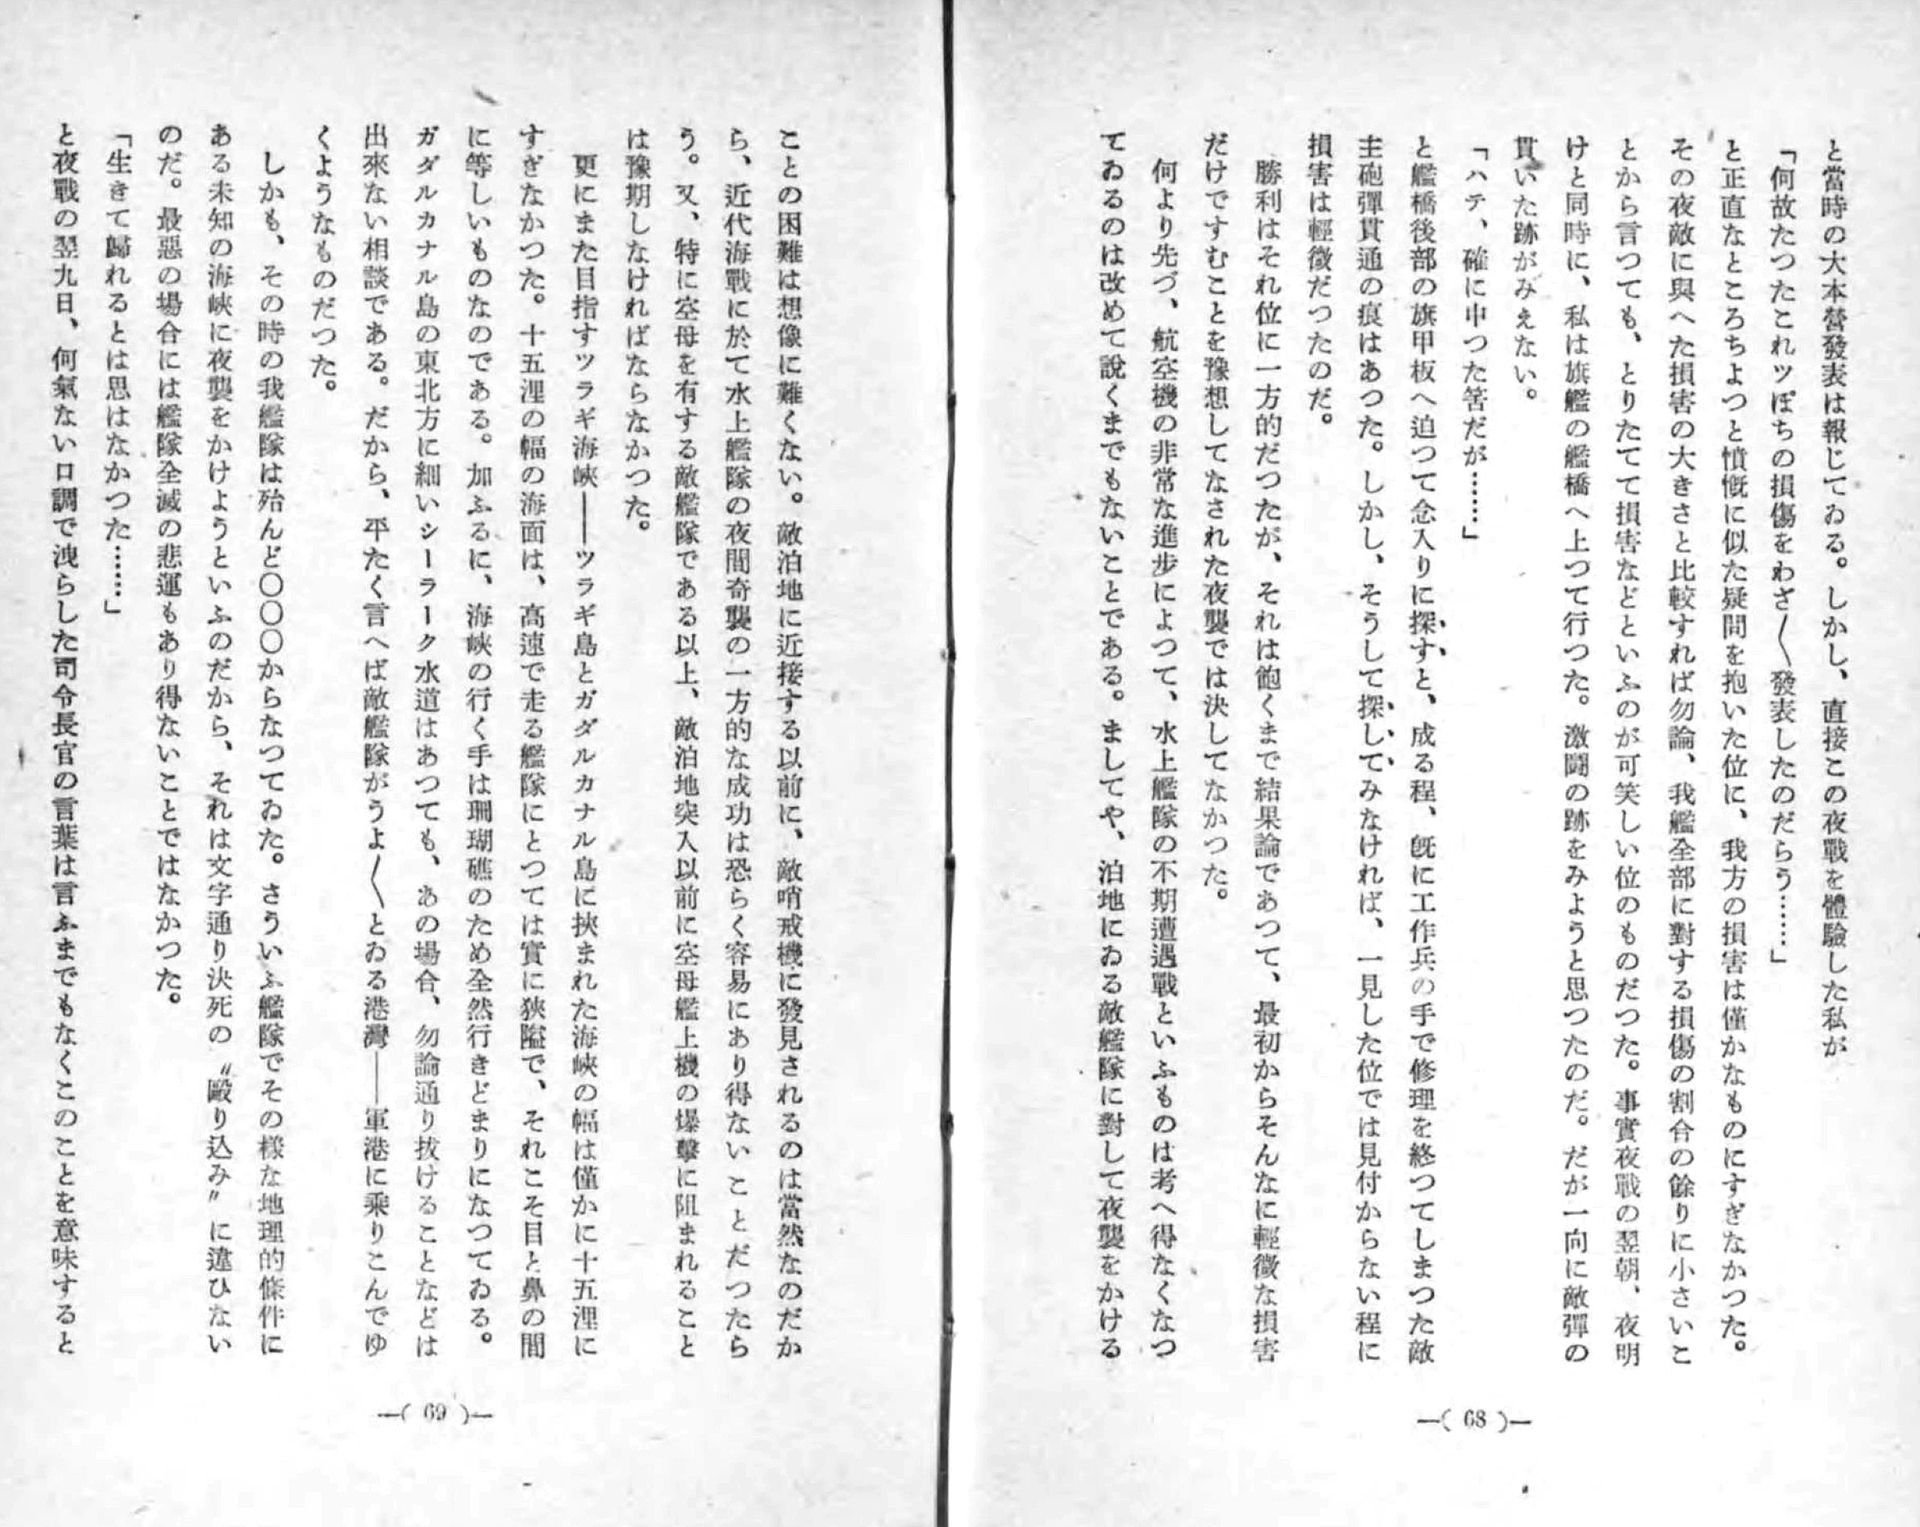 と當時の大本營發表は報じてゐる。しかし、直接この夜戰を體驗した私が
「何故たつたこれツぽちの損傷をわざ〱發表したのだらう……」
と正直なところちよつと憤慨に似た疑問を抱いた位に、我方の損害は僅かなものにすぎなかつた。
その夜敵に與へた損害の大きさと比較すれば勿論、我艦全部に對する損傷の割合の餘りに小さいこ
とから言つても、とりたてて損害などといふのが可笑しい位のものだつた。事實夜戰の翌朝、夜明
けと同時に、私は旗艦の艦橋へ上つて行つた。激鬪の跡をみようと思つたのだ。だが一向に敵彈の
貫いた跡がみえない。
「ハテ、確に中つた筈だが……」
と艦橋後部の旗甲板へ迫つて念入りに探すと、成る程、既に工作兵の手で修理を終つてしまつた敵
主砲彈貫通の痕はあつた。しかし、そうして探してみなければ、一見した位では見付からない程に
損害は輕微だつたのだ。
勝利はそれ位に一方的だつたが、それは飽くまで結果論であつて、最初からそんなに輕微な損害
だけですむことを豫想してなされた夜襲では決してなかつた。
何より先づ、航空機の非常な進步によつて、水上艦隊の不期遭遇戰といふものは考へ得なくなつ
てゐるのは改めて說くまでもないことである。ましてや、泊地にゐる敵艦隊に對して夜襲をかける
―( 68 )―
ことの困難は想像に難くない。敵泊地に近接する以前に、敵哨戒機に發見されるのは當然なのだか
ら、近代海戰に於て水上艦隊の夜間奇襲の一方的な成功は恐らく容易にあり得ないことだつたら
う。又、特に空母を有する敵艦隊である以上、敵泊地突入以前に空母艦上機の爆擊に阻まれること
は豫期しなければならなかつた。
更にまた目指すツラギ海峽――ツラギ島とガダルカナル島に挾まれた海峽の幅は僅かに十五浬に
すぎなかつた。十五浬の幅の海面は、高速で走る艦隊にとつては實に狹隘で、それこそ目と鼻の間
に等しいものなのである。加ふるに、海峽の行く手は珊瑚礁のため全然行きどまりになつてゐる。
ガダルカナル島の東北方に細いシーラーク水道はあつても、あの場合、勿論通り拔けることなどは
出來ない相談である。だから、平たく言へば敵艦隊がうよ〱とゐる港灣――軍港に乘りこんでゆ
くようなものだつた。
しかも、その時の我艦隊は殆んど〇〇〇からなつてゐた。さういふ艦隊でその樣な地理的條件に
ある未知の海峽に夜襲をかけようといふのだから、それは文字通り決死の〝毆り込み〟に違ひない
のだ。最惡の場合には艦隊全滅の悲運もあり得ないことではなかつた。
「生きて歸れるとは思はなかつた……」
と夜戰の翌九日、何氣ない口調で洩らした司令長官の言葉は言ふまでもなくこのことを意味すると
―( 69 )―